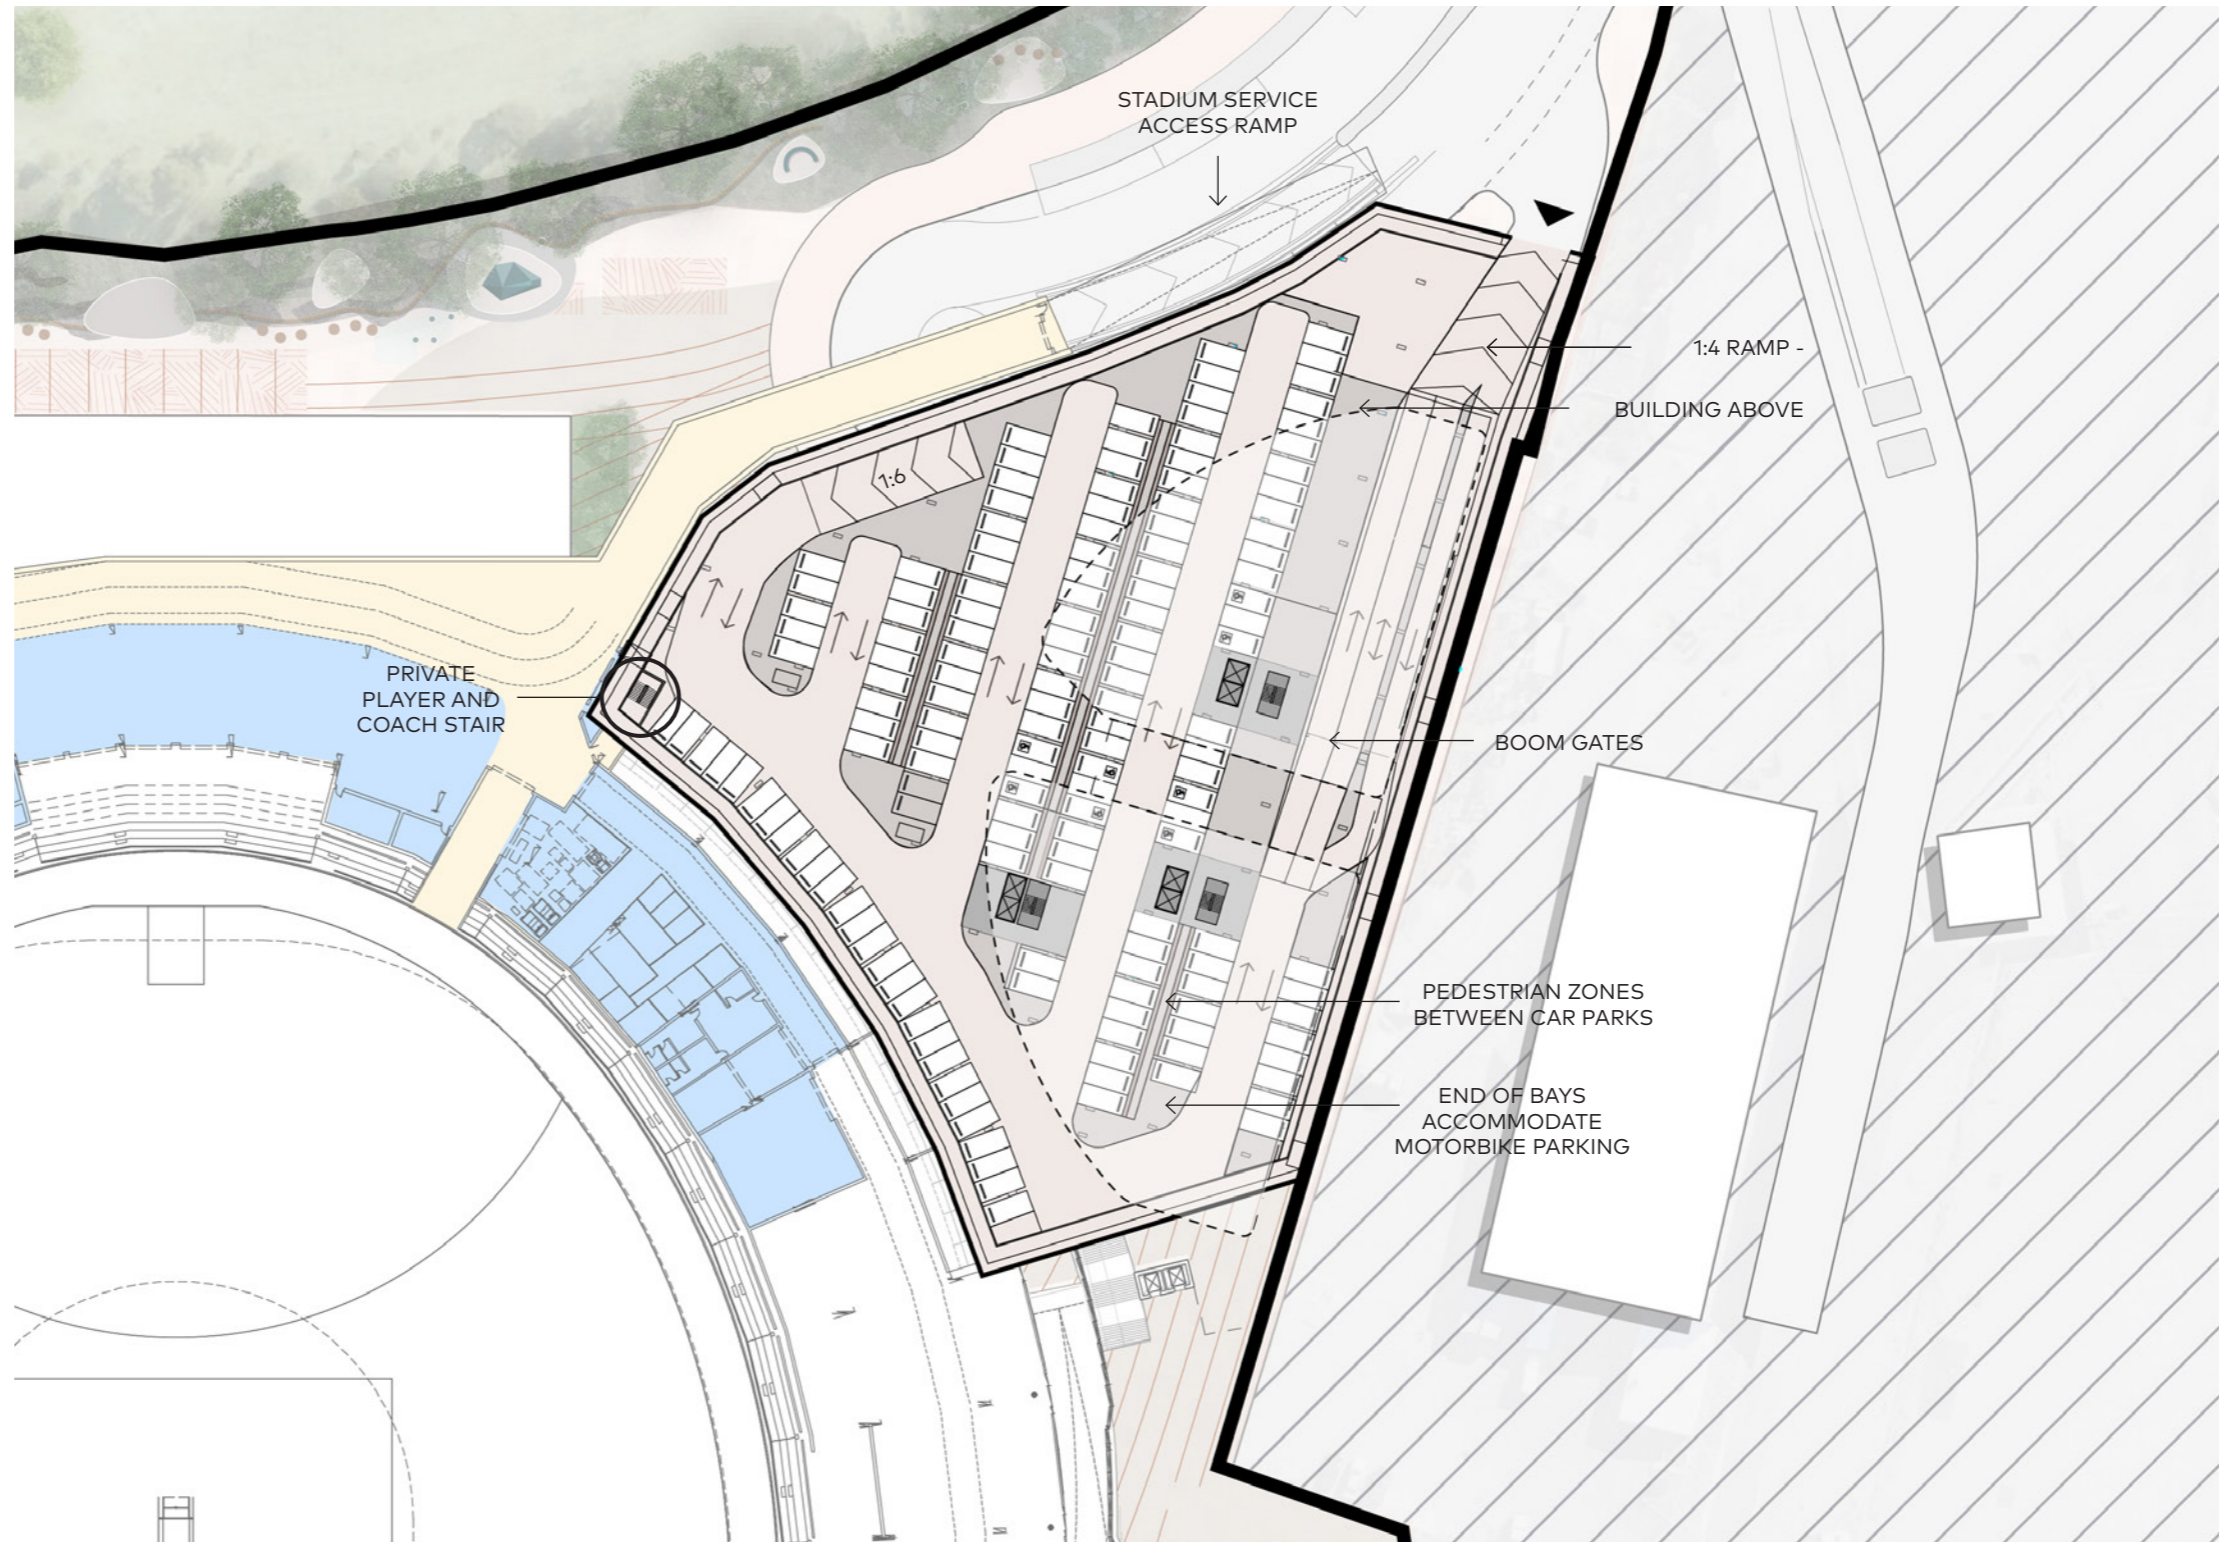 STADIUM SERVICE
ACCESS RAMP
1:4 RAMP -
BUILDING ABOVE
1:6
PRIVATE
PLAYER AND
COACH STAIR
BOOM GATES
PEDESTRIAN ZONES
BETWEEN CAR PARKS
END OF BAYS
ACCOMMODATE
MOTORBIKE PARKING